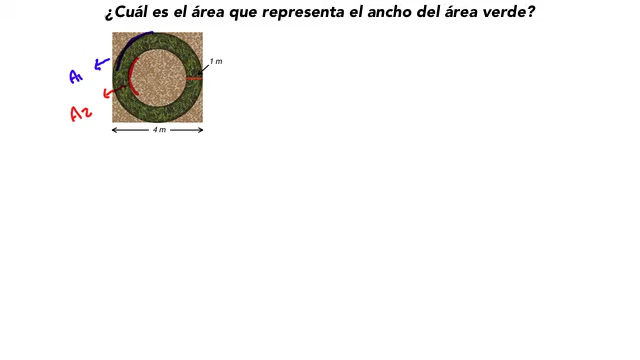 ¿Cuál es el área que representa el ancho del área verde?
1 m
A1
A2
4 m